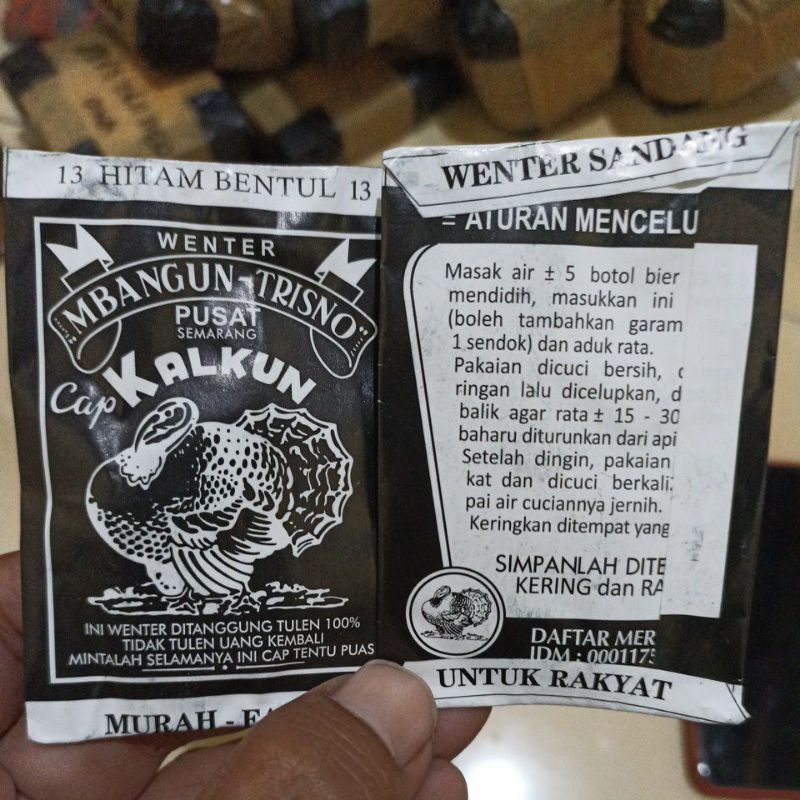 13 HITAM BENTUL 13
WENTER
MBANGUN-TRISNO
PUSAT
SEMARANG
Cap KALKUN
INI WENTER DITANGGUNG TULEN 100%
TIDAK TULEN UANG KEMBALI
MINTALAH SELAMANYA INI CAP TENTU PUAS
MURAH -
WENTER SANDANG
= ATURAN MENCELU
Masak air ± 5 botol bier
mendidih, masukkan ini
(boleh tambahkan garam
1 sendok) dan aduk rata.
Pakaian dicuci bersih,
ringan lalu dicelupkan, d
balik agar rata ± 15 - 30
baharu diturunkan dari api
Setelah dingin, pakaian
kat dan dicuci berkali
pai air cuciannya jernih.
Keringkan ditempat yang
SIMPANLAH DITE
KERING dan RA
DAFTAR MER
IDM : 0001175
UNTUK RAKYAT